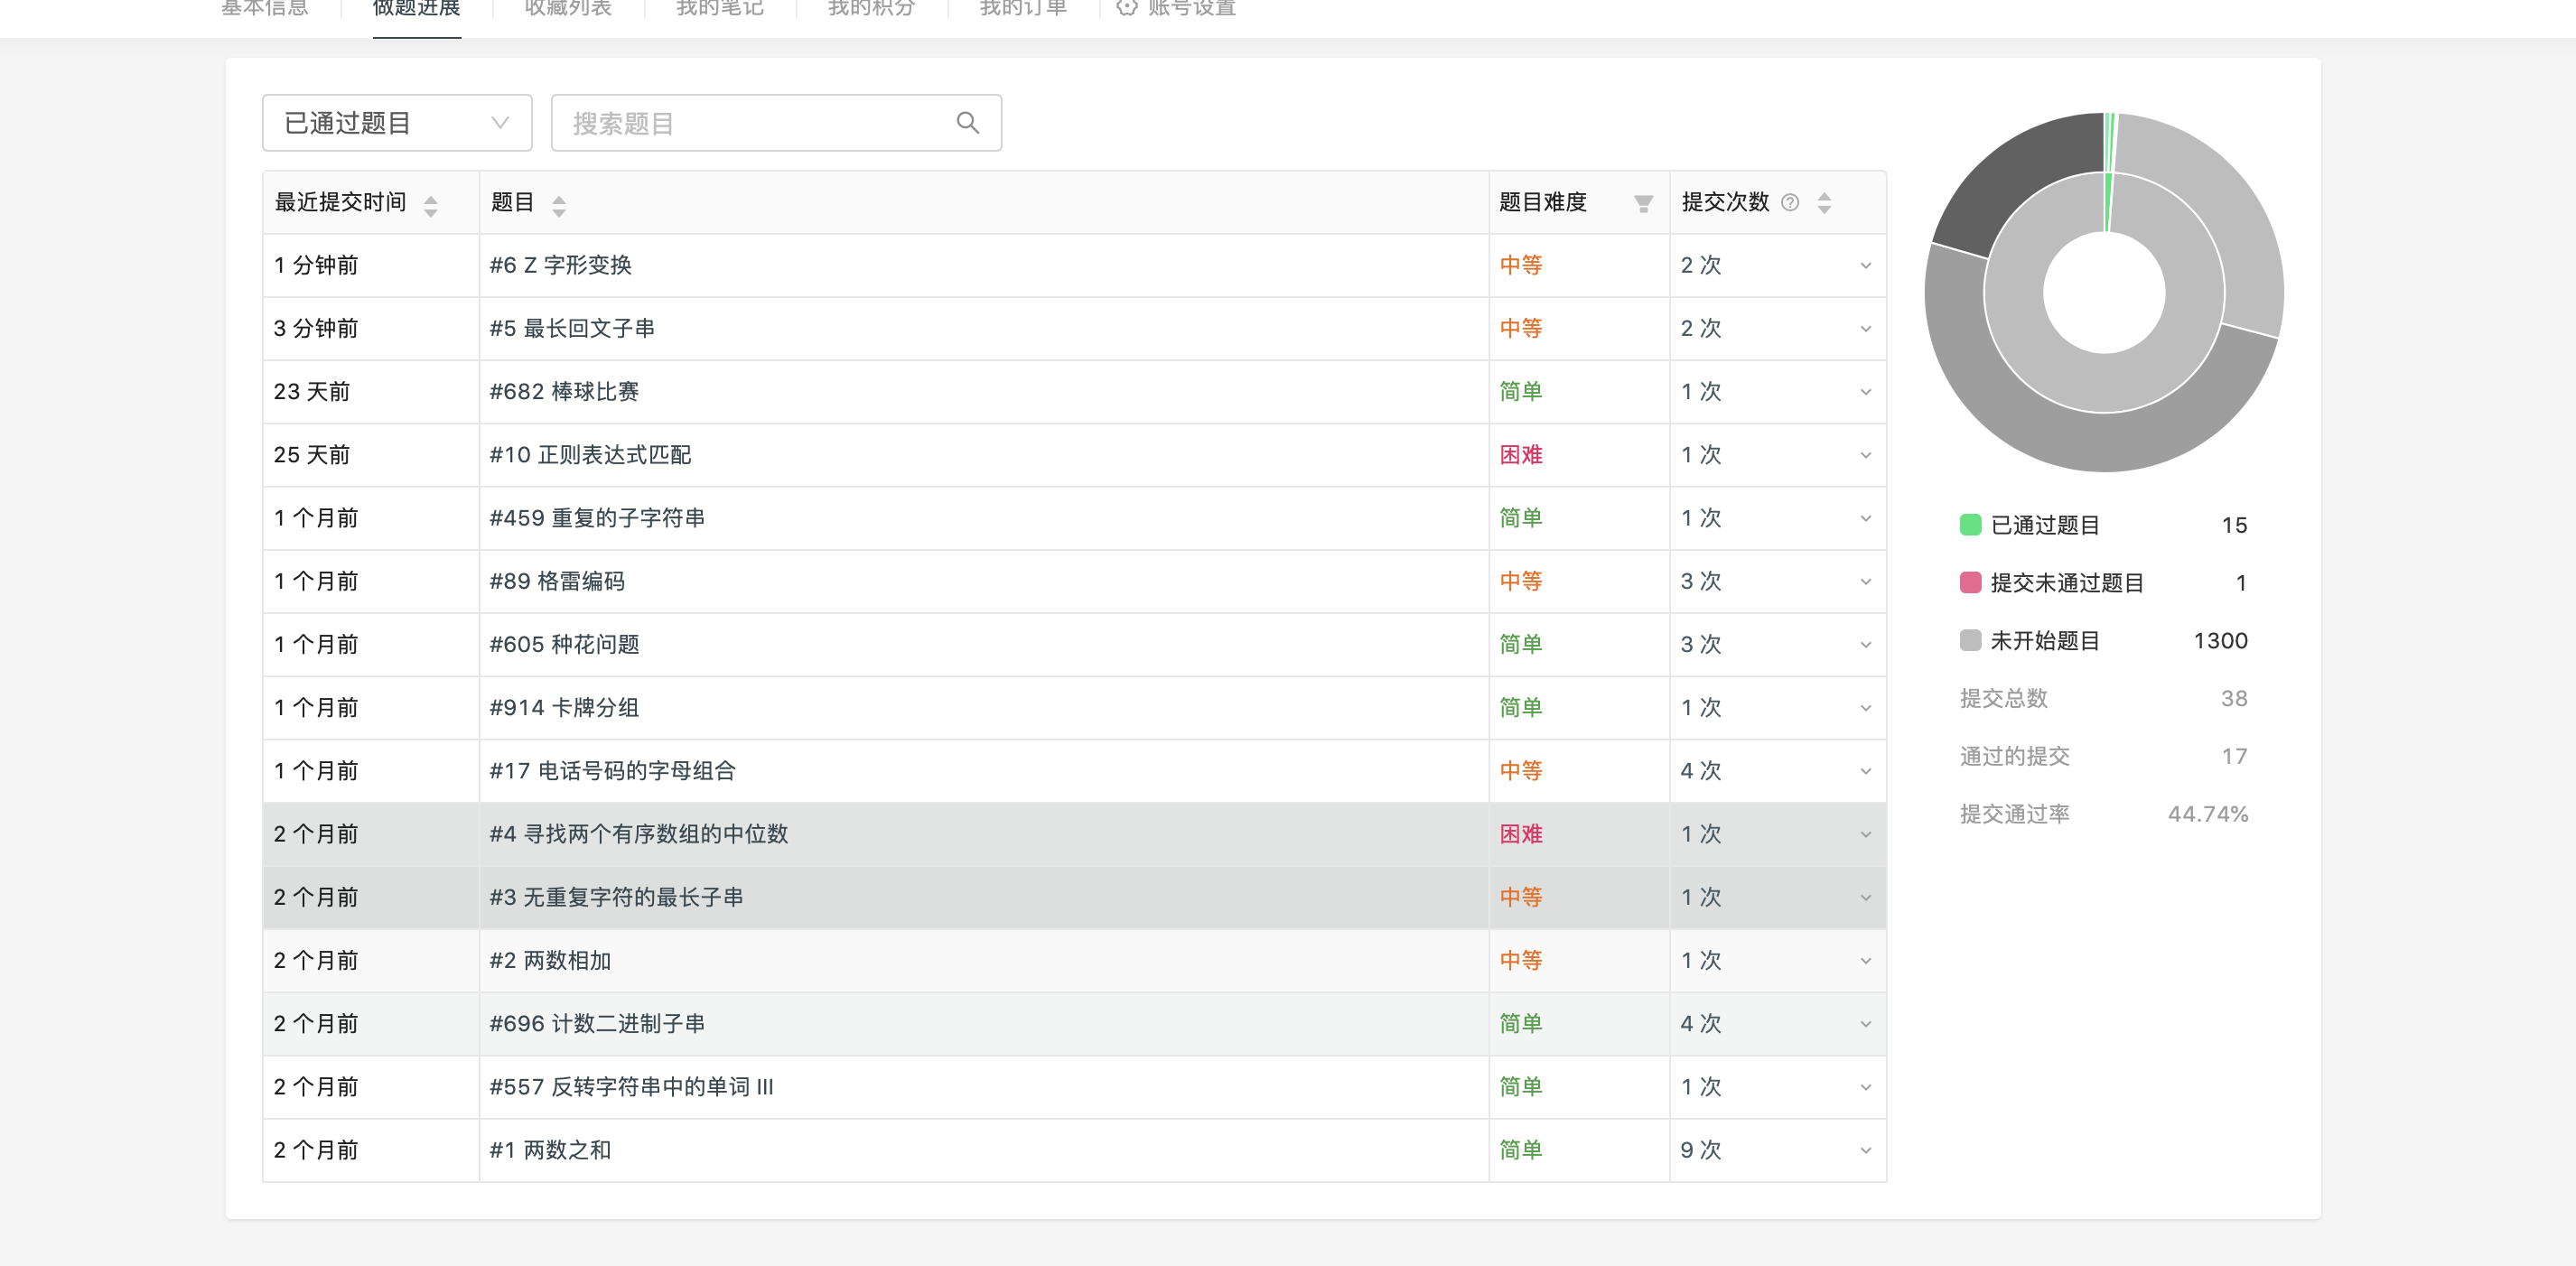 基本信息 做题进展 收藏列表 我的笔记 我的积分 我的订单 账号设置
已通过题目 搜索题目
最近提交时间 题目 题目难度 提交次数
1 分钟前 #6 Z 字形变换 中等 2 次
3 分钟前 #5 最长回文子串 中等 2 次
23 天前 #682 棒球比赛 简单 1 次
25 天前 #10 正则表达式匹配 困难 1 次
1 个月前 #459 重复的子字符串 简单 1 次
1 个月前 #89 格雷编码 中等 3 次
1 个月前 #605 种花问题 简单 3 次
1 个月前 #914 卡牌分组 简单 1 次
1 个月前 #17 电话号码的字母组合 中等 4 次
2 个月前 #4 寻找两个有序数组的中位数 困难 1 次
2 个月前 #3 无重复字符的最长子串 中等 1 次
2 个月前 #2 两数相加 中等 1 次
2 个月前 #696 计数二进制子串 简单 4 次
2 个月前 #557 反转字符串中的单词 III 简单 1 次
2 个月前 #1 两数之和 简单 9 次
已通过题目 15
提交未通过题目 1
未开始题目 1300
提交总数 38
通过的提交 17
提交通过率 44.74%